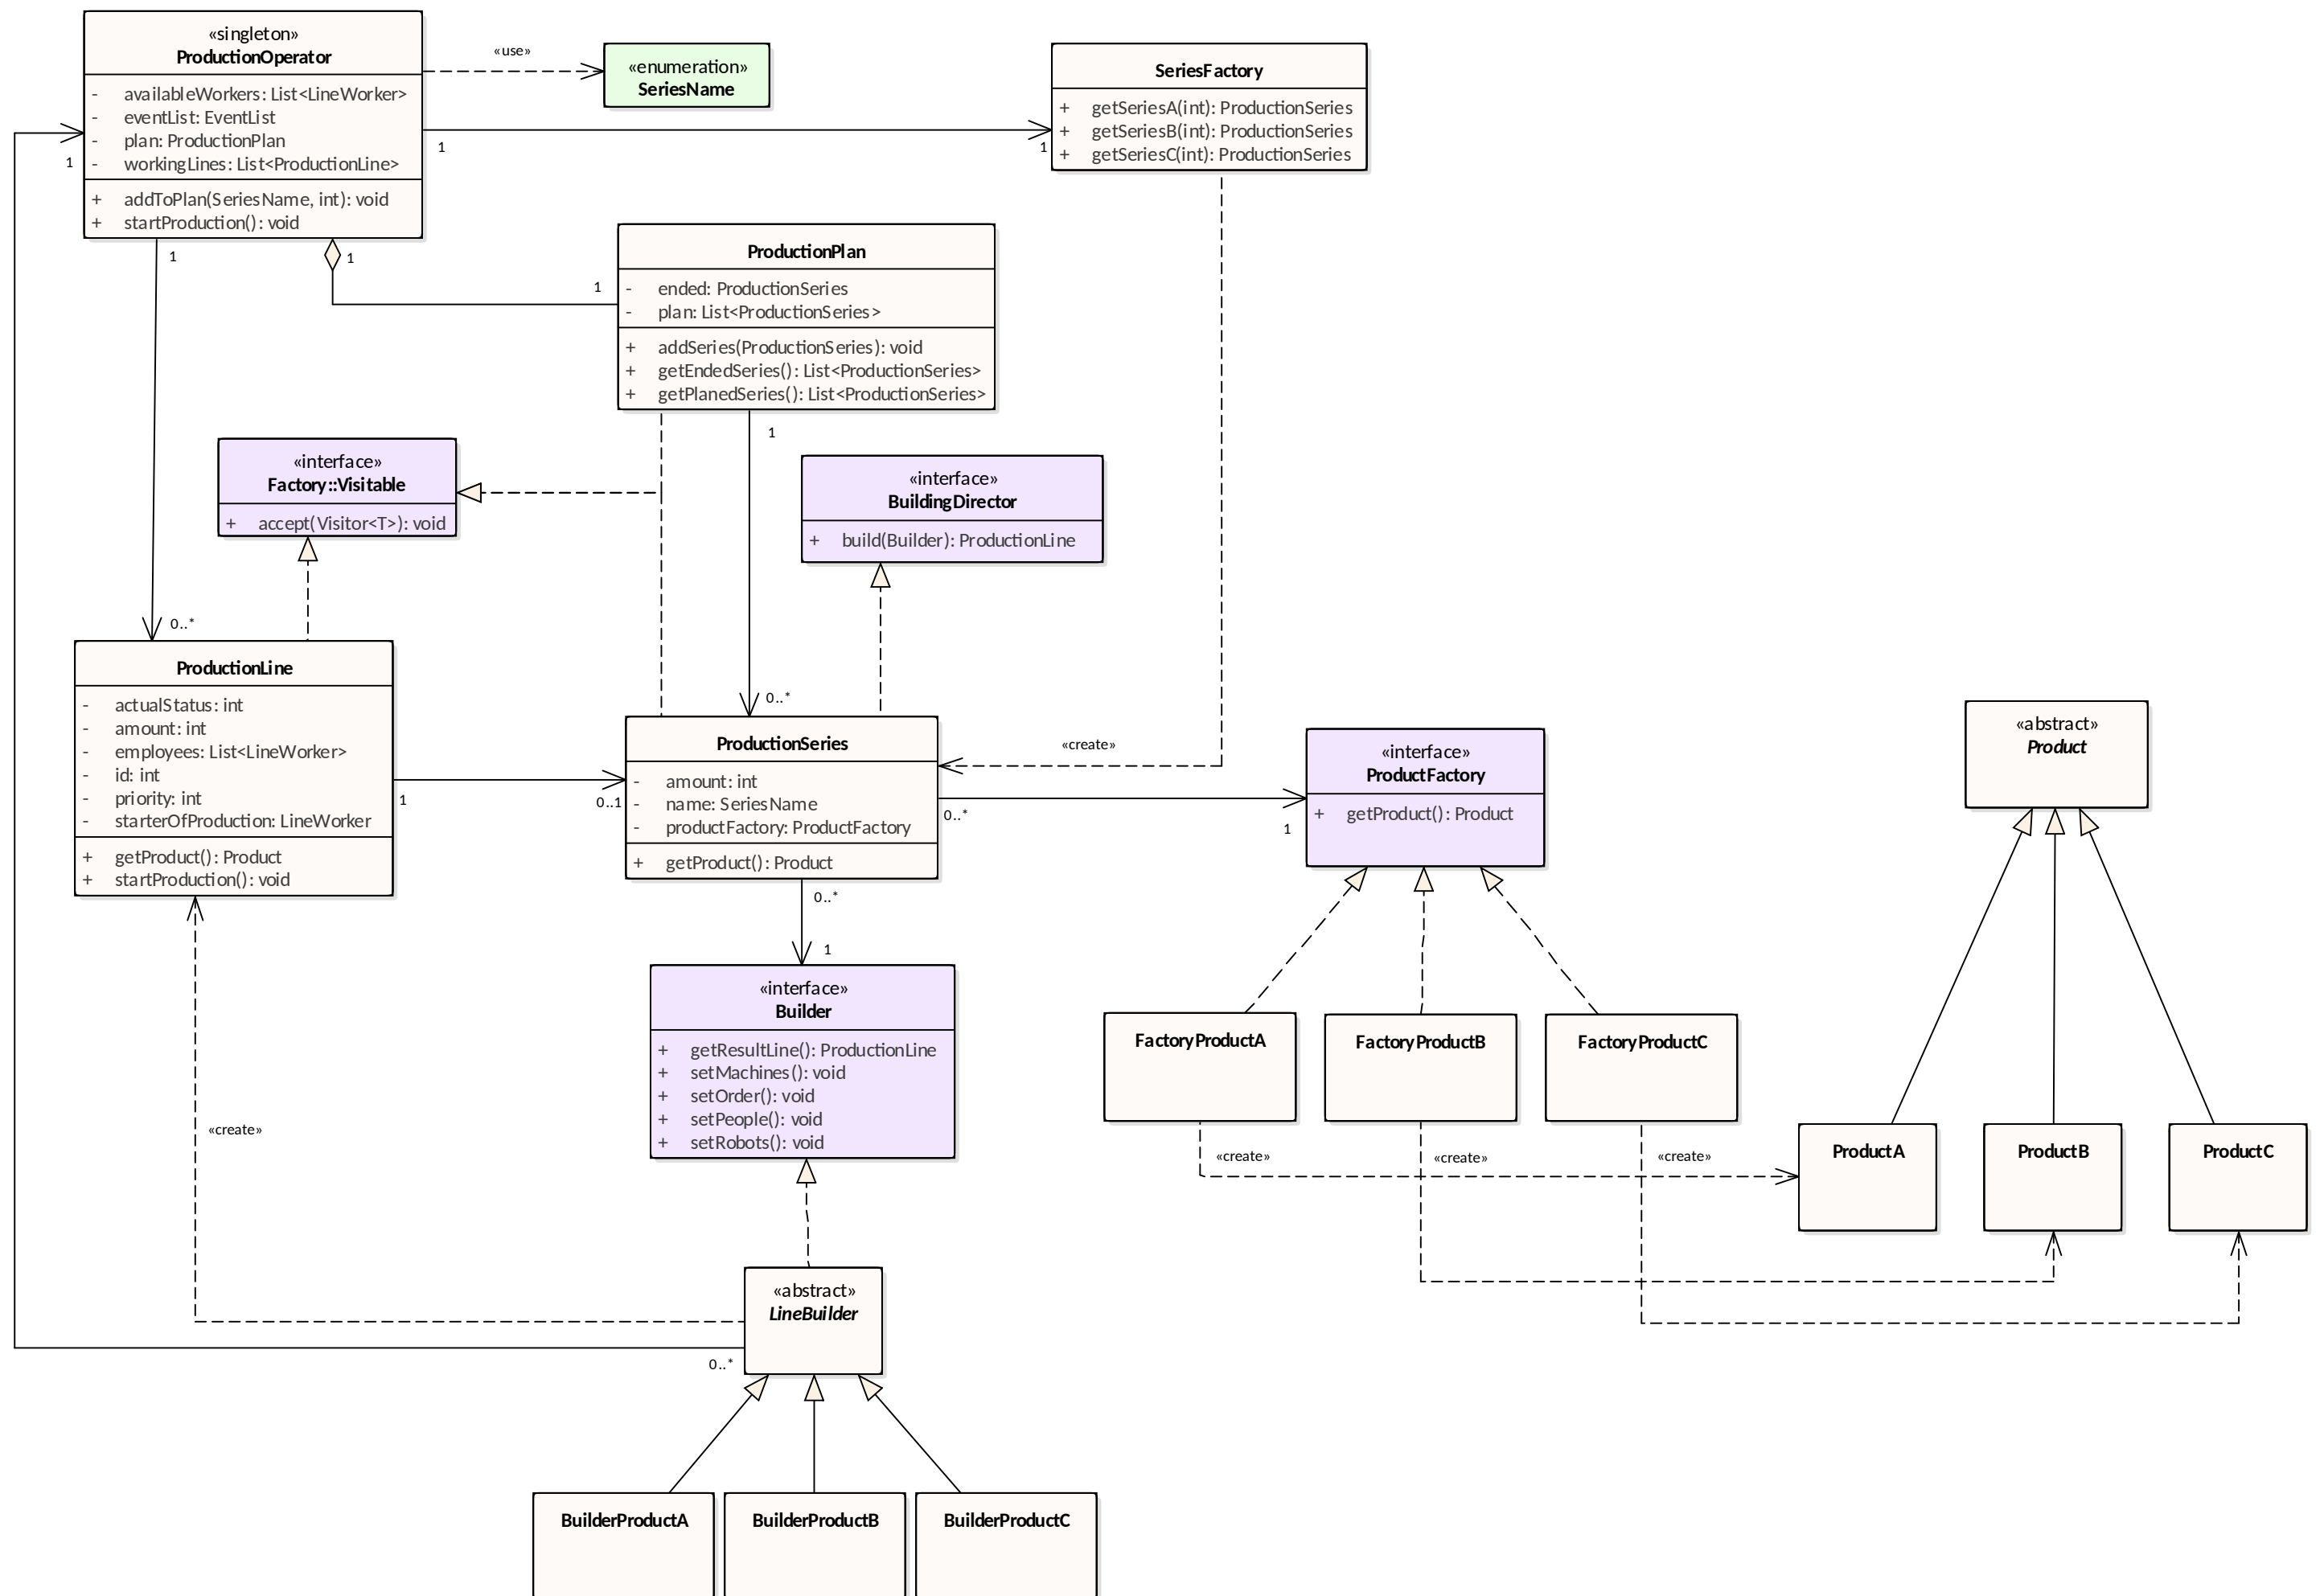 «singleton»
ProductionOperator
- availableWorkers: List<LineWorker>
- eventList: EventList
- plan: ProductionPlan
- workingLines: List<ProductionLine>
+ addToPlan(SeriesName, int): void
+ startProduction(): void
«use»
«enumeration»
SeriesName
SeriesFactory
+ getSeriesA(int): ProductionSeries
+ getSeriesB(int): ProductionSeries
+ getSeriesC(int): ProductionSeries
1
1
1
1
1
1
ProductionPlan
- ended: ProductionSeries
- plan: List<ProductionSeries>
+ addSeries(ProductionSeries): void
+ getEndedSeries(): List<ProductionSeries>
+ getPlanedSeries(): List<ProductionSeries>
1
«interface»
Factory::Visitable
+ accept(Visitor<T>): void
«interface»
BuildingDirector
+ build(Builder): ProductionLine
0..*
ProductionLine
- actualStatus: int
- amount: int
- employees: List<LineWorker>
- id: int
- priority: int
- starterOfProduction: LineWorker
+ getProduct(): Product
+ startProduction(): void
1
0..1
0..*
ProductionSeries
- amount: int
- name: SeriesName
- productFactory: ProductFactory
+ getProduct(): Product
«create»
0..*
1
«interface»
ProductFactory
+ getProduct(): Product
«abstract»
Product
0..*
1
«interface»
Builder
+ getResultLine(): ProductionLine
+ setMachines(): void
+ setOrder(): void
+ setPeople(): void
+ setRobots(): void
FactoryProductA
FactoryProductB
FactoryProductC
«create»
«create»
«create»
«create»
ProductA
ProductB
ProductC
«abstract»
LineBuilder
0..*
BuilderProductA
BuilderProductB
BuilderProductC